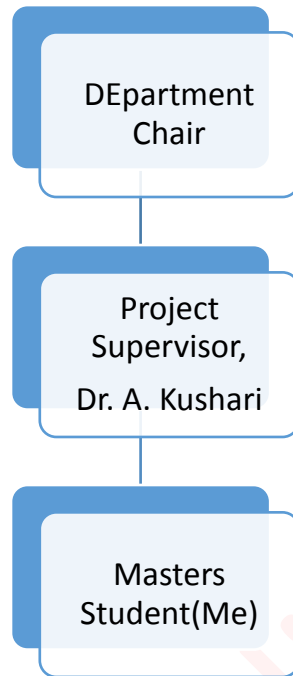 DEpartment
Chair
Project
Supervisor,
Dr. A. Kushari
Masters
Student(Me)